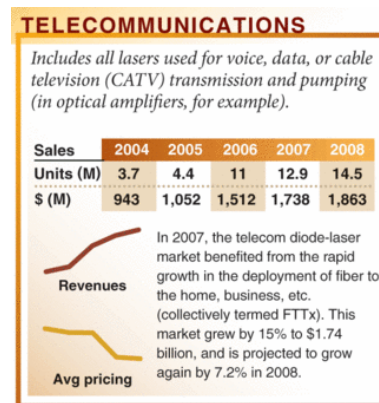 TELECOMMUNICATIONS
Includes all lasers used for voice, data, or cable
television (CATV) transmission and pumping
(in optical amplifiers, for example).
Sales 2004 2005 2006 2007 2008
Units (M) 3.7 4.4 11 12.9 14.5
$ (M) 943 1,052 1,512 1,738 1,863
Revenues
Avg pricing
In 2007, the telecom diode-laser
market benefited from the rapid
growth in the deployment of fiber to
the home, business, etc.
(collectively termed FTTx). This
market grew by 15% to $1.74
billion, and is projected to grow
again by 7.2% in 2008.